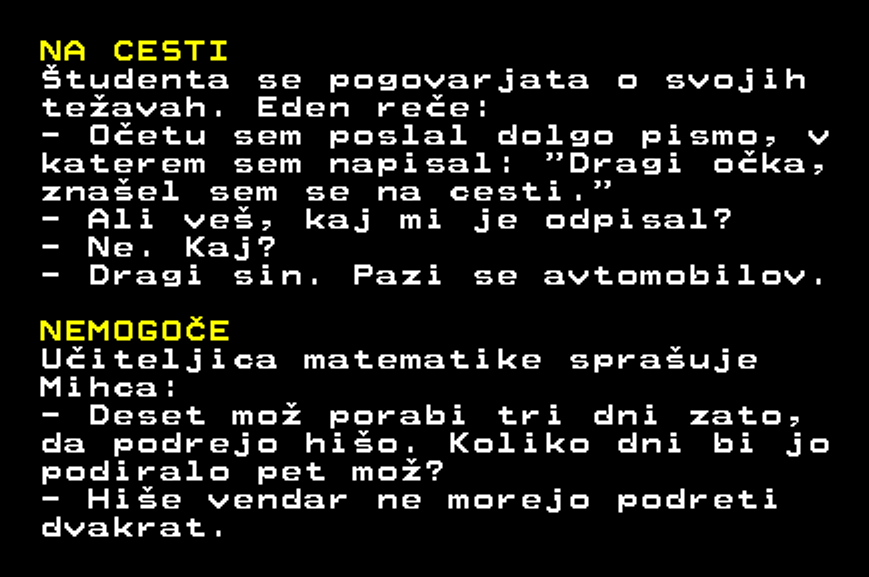 NA CESTI
Študenta se pogovarjata o svojih
težavah. Eden reče:
- Očetu sem poslal dolgo pismo, v
katerem sem napisal: "Dragi očka,
znašel sem se na cesti."
- Ali veš, kaj mi je odpisal?
- Ne. Kaj?
- Dragi sin. Pazi se avtomobilov.
NEMOGOČE
Učiteljica matematike sprašuje
Mihca:
- Deset mož porabi tri dni zato,
da podrejo hišo. Koliko dni bi jo
podiralo pet mož?
- Hiše vendar ne morejo podreti
dvakrat.